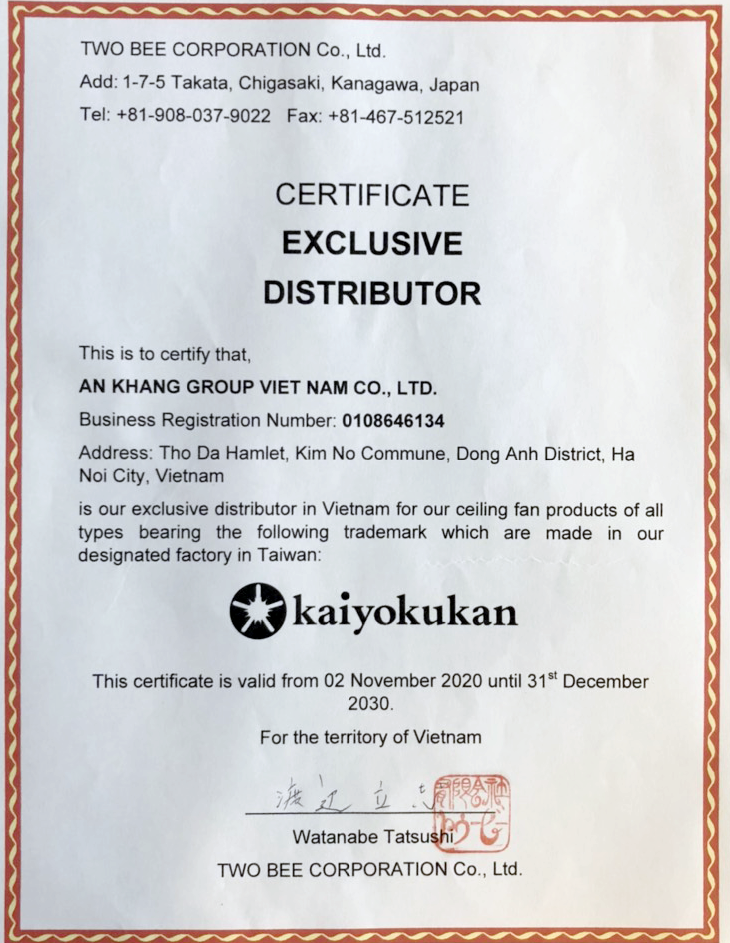 TWO BEE CORPORATION Co., Ltd.
Add: 1-7-5 Takata, Chigasaki, Kanagawa, Japan
Tel: +81-908-037-9022 Fax: +81-467-512521
CERTIFICATE
EXCLUSIVE
DISTRIBUTOR
This is to certify that,
AN KHANG GROUP VIET NAM CO., LTD.
Business Registration Number: 0108646134
Address: Tho Da Hamlet, Kim No Commune, Dong Anh District, Ha
Noi City, Vietnam
is our exclusive distributor in Vietnam for our ceiling fan products of all
types bearing the following trademark which are made in our
designated factory in Taiwan:
kaiyokukan
This certificate is valid from 02 November 2020 until 31st December
2030.
For the territory of Vietnam
渡辺 立志
Watanabe Tatsushi
TWO BEE CORPORATION Co., Ltd.